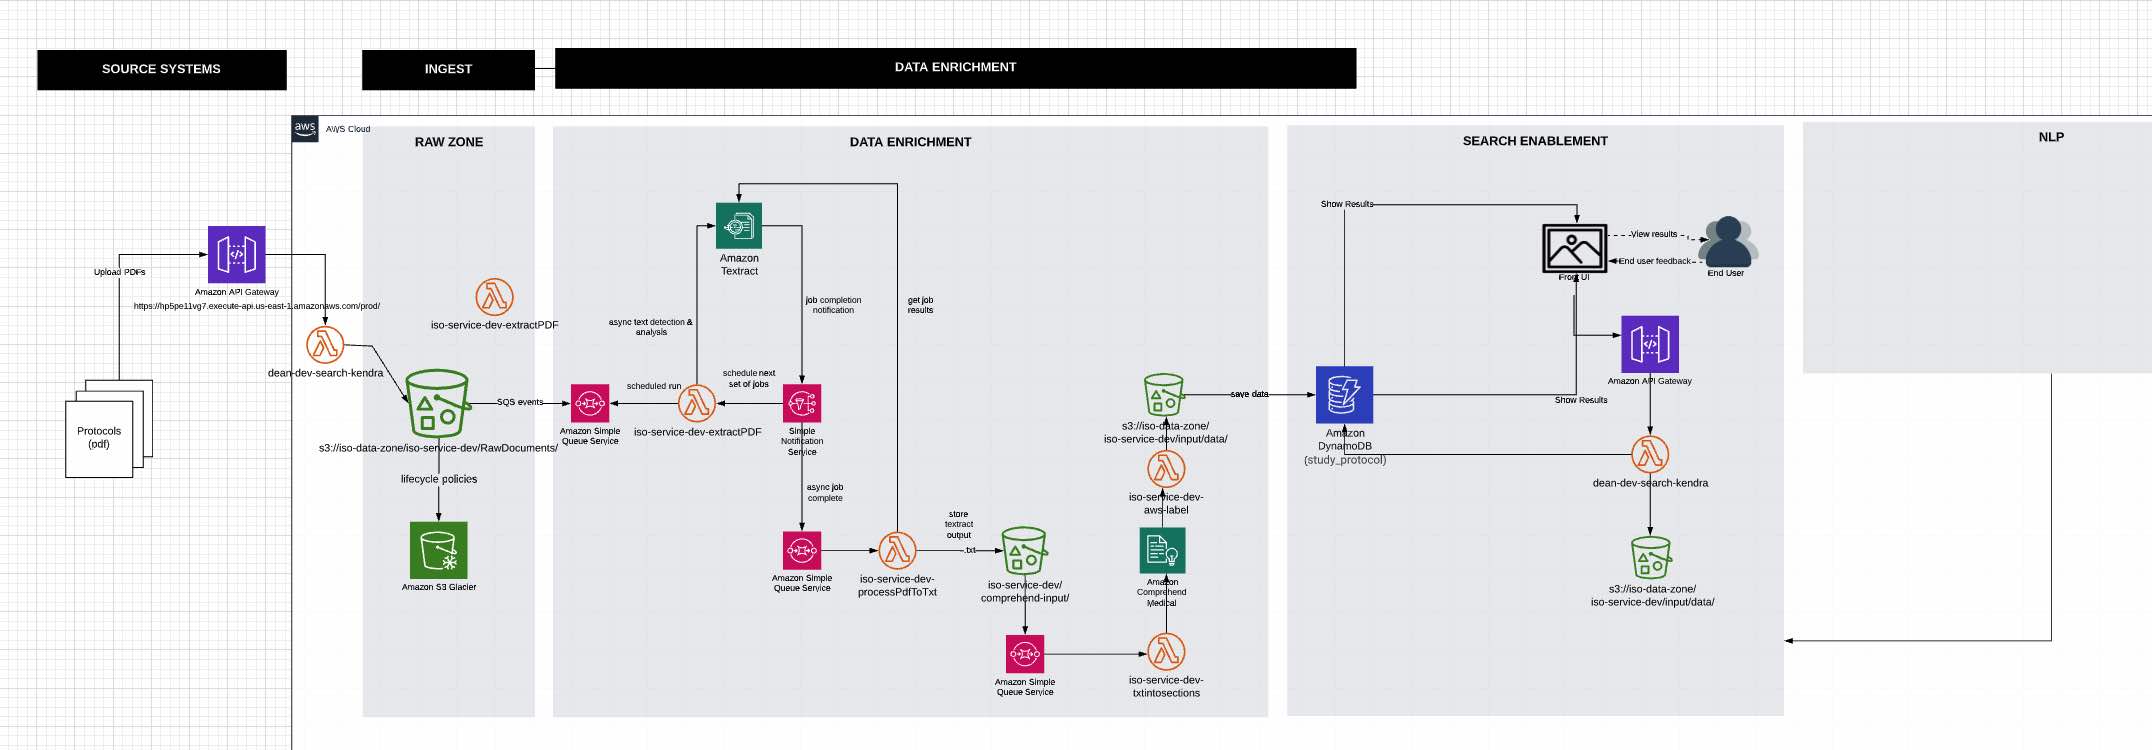 SOURCE SYSTEMS
INGEST
DATA ENRICHMENT
aws
AWS Cloud
RAW ZONE
DATA ENRICHMENT
SEARCH ENABLEMENT
NLP
Upload PDFs
Amazon API Gateway
https://hp5pe11vg7.execute-api.us-east-1.amazonaws.com/prod/
dean-dev-search-kendra
Protocols
(pdf)
iso-service-dev-extractPDF
s3://iso-data-zone/iso-service-dev/RawDocuments/
lifecycle policies
Amazon S3 Glacier
SQS events
Amazon Simple
Queue Service
scheduled run
iso-service-dev-extractPDF
async text detection &
analysis
Amazon
Textract
job completion
notification
get job
results
schedule next
set of jobs
Simple
Notification
Service
async job
complete
Amazon Simple
Queue Service
iso-service-dev-
processPdfToTxt
store
textract
output
.txt
iso-service-dev/
comprehend-input/
Amazon Simple
Queue Service
iso-service-dev-
txtintosections
Amazon
Comprehend
Medical
iso-service-dev-
aws-label
s3://iso-data-zone/
iso-service-dev/input/data/
save data
Show Results
Amazon
DynamoDB
(study_protocol)
Front UI
View results
End user feedback
End User
Amazon API Gateway
Show Results
dean-dev-search-kendra
s3://iso-data-zone/
iso-service-dev/input/data/